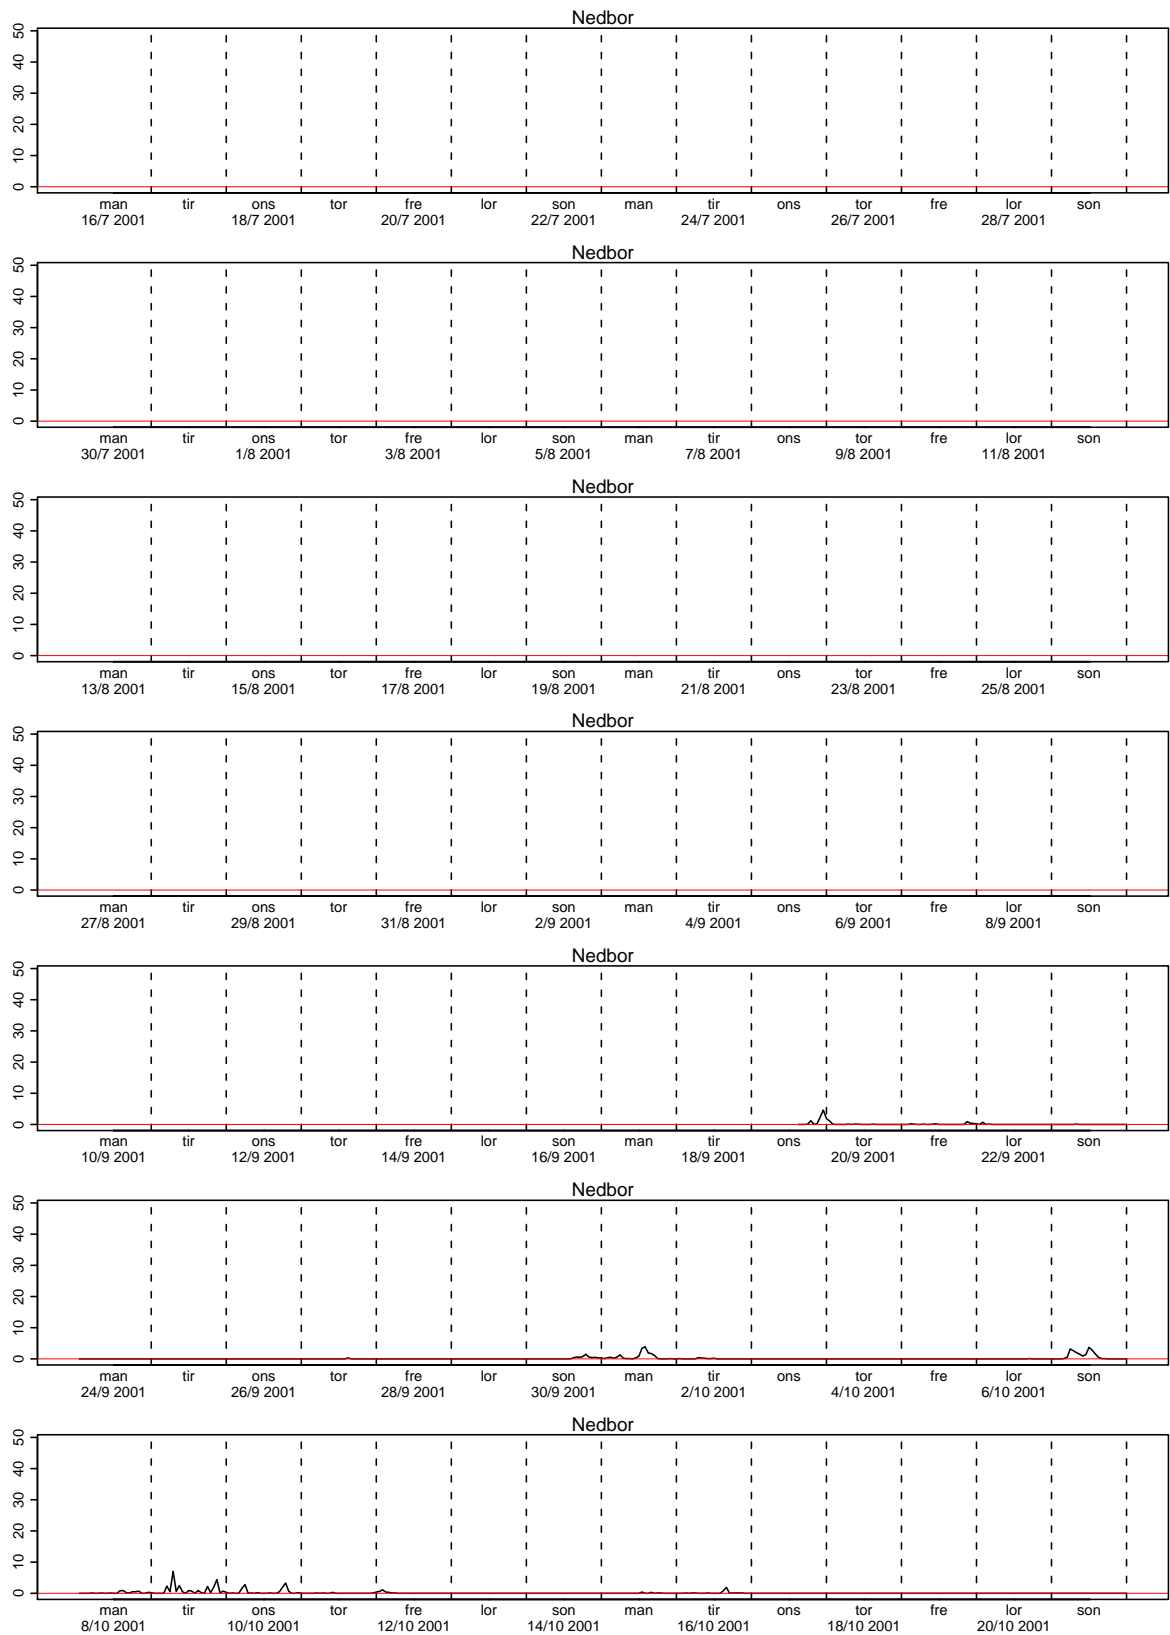 Nedbor
50
40
30
20
10
0
man tir ons tor fre lor son man tir ons tor fre lor son
16/7 2001 18/7 2001 20/7 2001 22/7 2001 24/7 2001 26/7 2001 28/7 2001
Nedbor
50
40
30
20
10
0
man tir ons tor fre lor son man tir ons tor fre lor son
30/7 2001 1/8 2001 3/8 2001 5/8 2001 7/8 2001 9/8 2001 11/8 2001
Nedbor
50
40
30
20
10
0
man tir ons tor fre lor son man tir ons tor fre lor son
13/8 2001 15/8 2001 17/8 2001 19/8 2001 21/8 2001 23/8 2001 25/8 2001
Nedbor
50
40
30
20
10
0
man tir ons tor fre lor son man tir ons tor fre lor son
27/8 2001 29/8 2001 31/8 2001 2/9 2001 4/9 2001 6/9 2001 8/9 2001
Nedbor
50
40
30
20
10
0
man tir ons tor fre lor son man tir ons tor fre lor son
10/9 2001 12/9 2001 14/9 2001 16/9 2001 18/9 2001 20/9 2001 22/9 2001
Nedbor
50
40
30
20
10
0
man tir ons tor fre lor son man tir ons tor fre lor son
24/9 2001 26/9 2001 28/9 2001 30/9 2001 2/10 2001 4/10 2001 6/10 2001
Nedbor
50
40
30
20
10
0
man tir ons tor fre lor son man tir ons tor fre lor son
8/10 2001 10/10 2001 12/10 2001 14/10 2001 16/10 2001 18/10 2001 20/10 2001